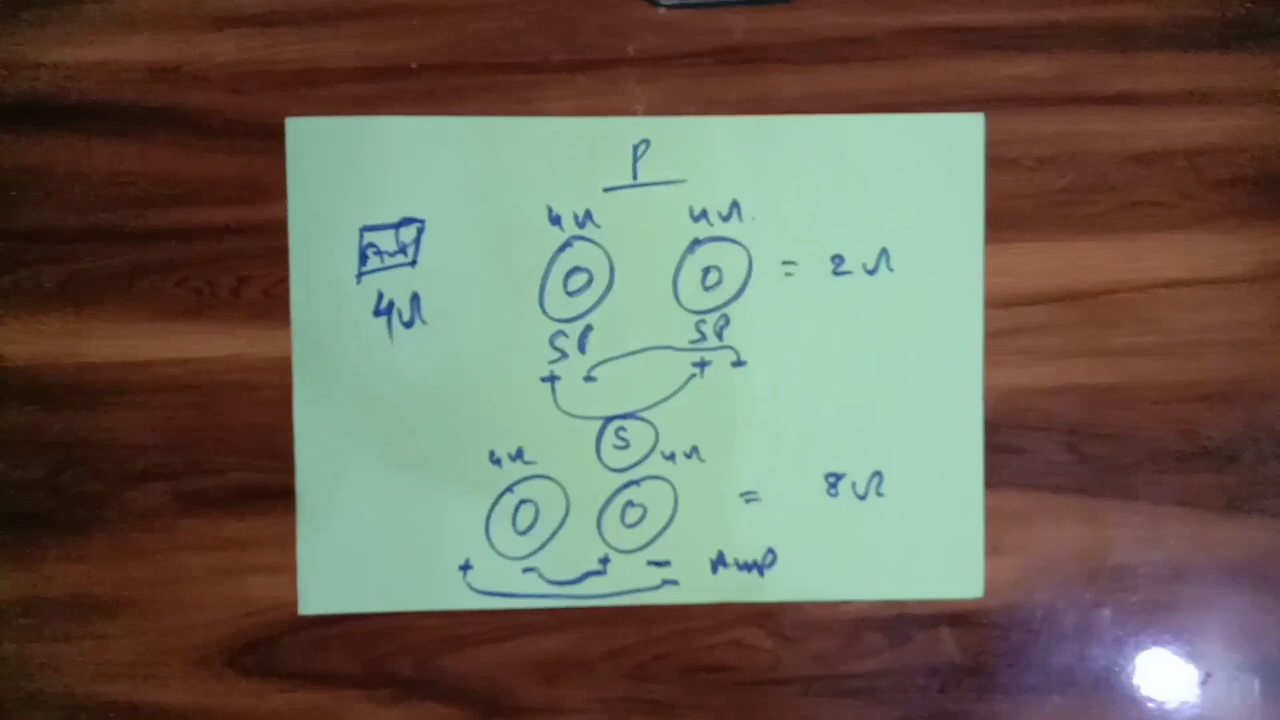 P
4Ω 4Ω.
= 2Ω
4Ω
SP SP
+ - + -
S
4Ω 4Ω
= 8Ω
+ - + - Amp